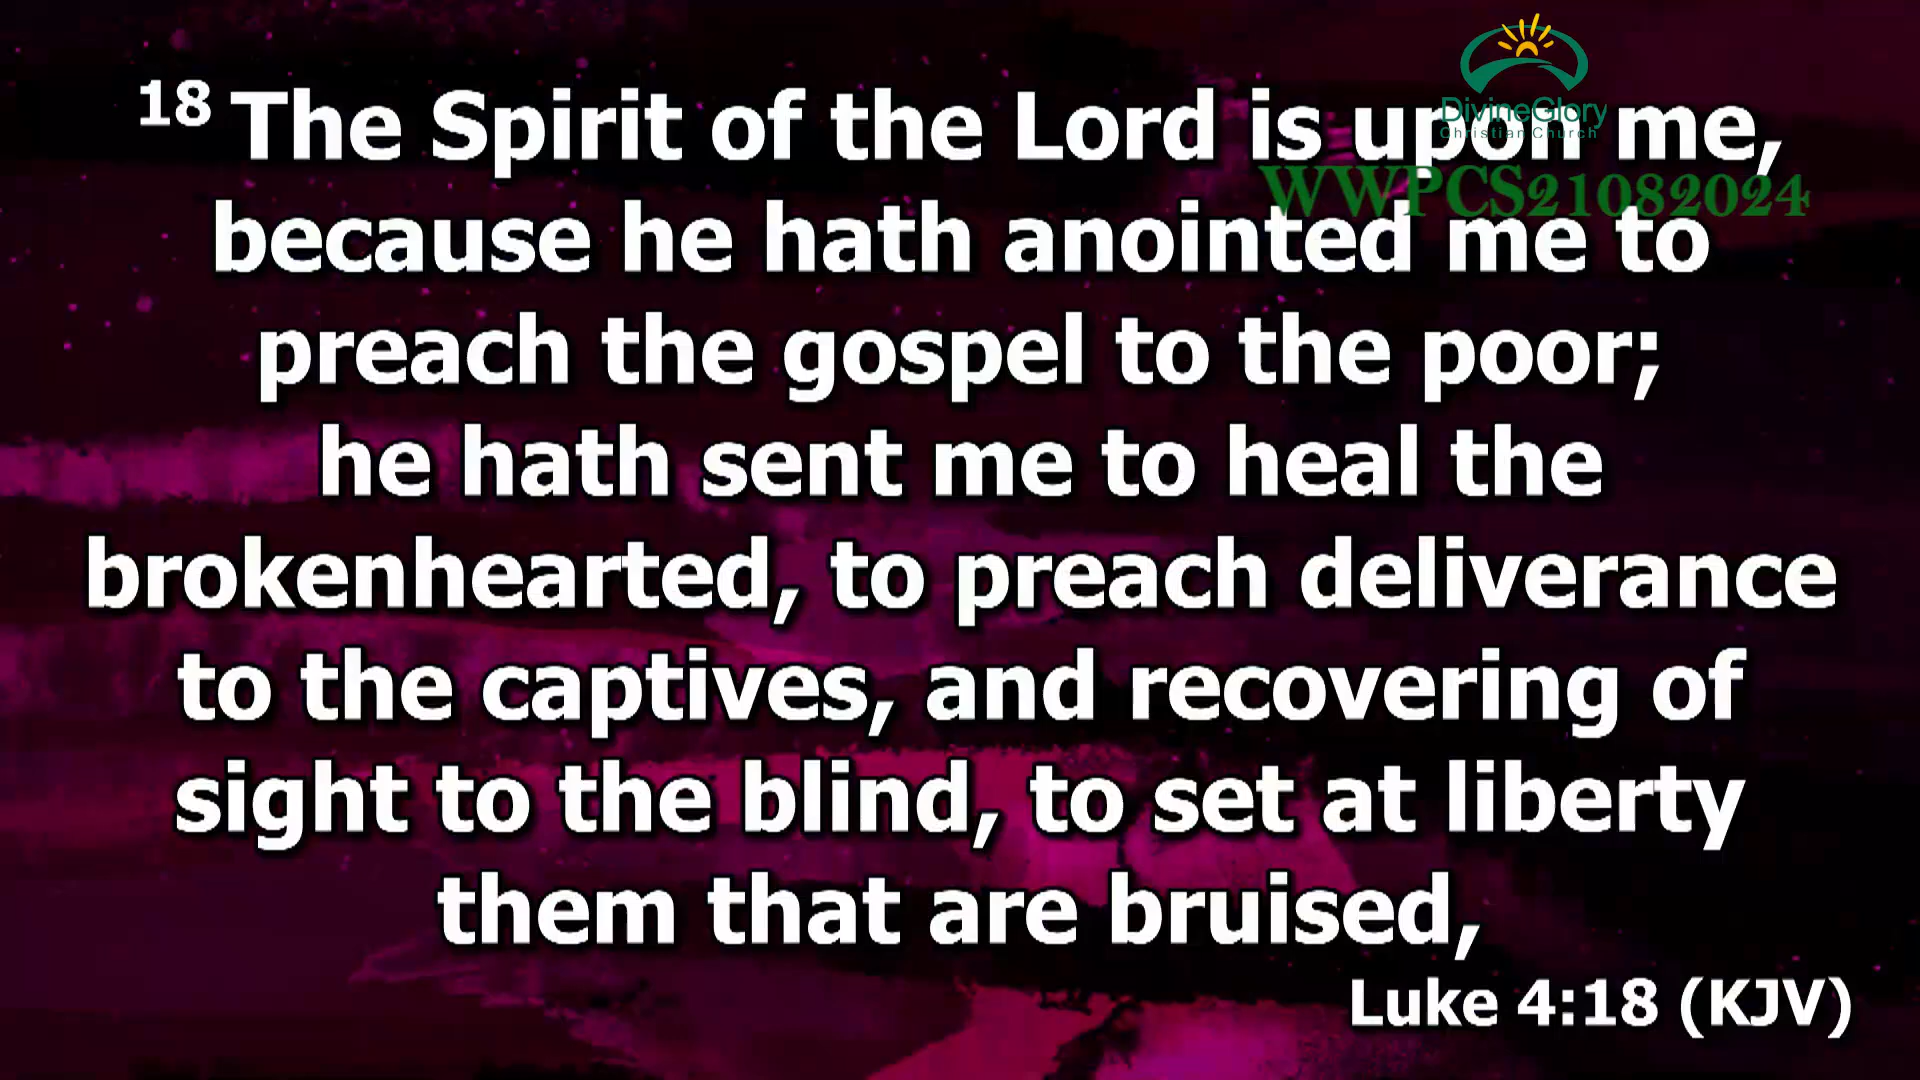 18 The Spirit of the Lord is upon me,
because he hath anointed me to
preach the gospel to the poor;
he hath sent me to heal the
brokenhearted, to preach deliverance
to the captives, and recovering of
sight to the blind, to set at liberty
them that are bruised,
Luke 4:18 (KJV)
DivineGlory
Christian Church
WWPCS21082024